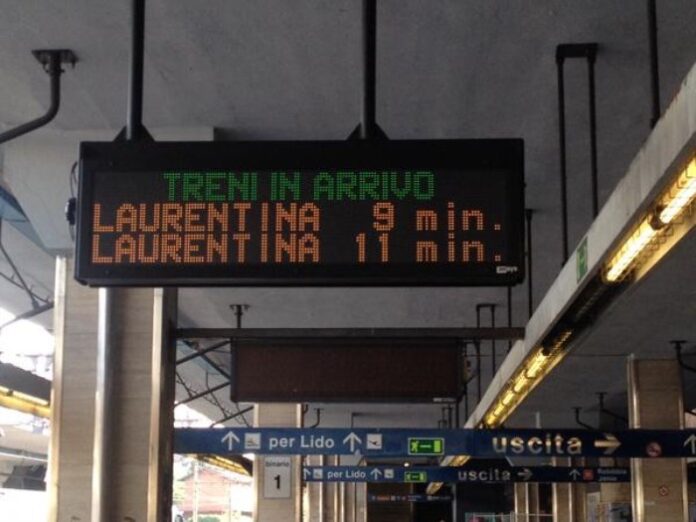 TRENI IN ARRIVO
LAURENTINA 9 min.
LAURENTINA 11 min.
per Lido
uscita
binario
1
per Lido
uscita